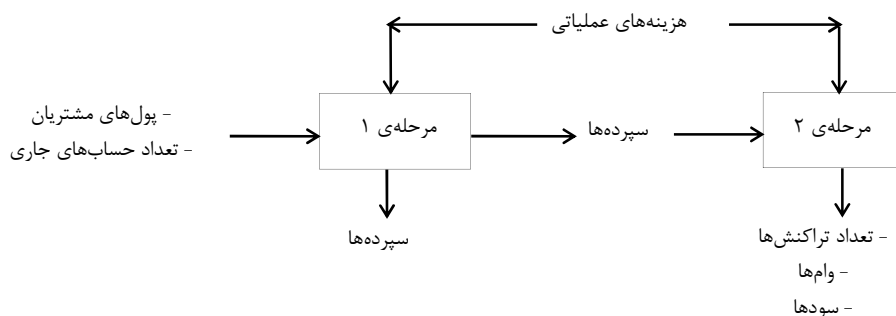 هزینه‌های عملیاتی
- پول‌های مشتریان
- تعداد حساب‌های جاری
مرحله‌ی ۱
سپرده‌ها
مرحله‌ی ۲
سپرده‌ها
- تعداد تراکنش‌ها
- وام‌ها
- سودها